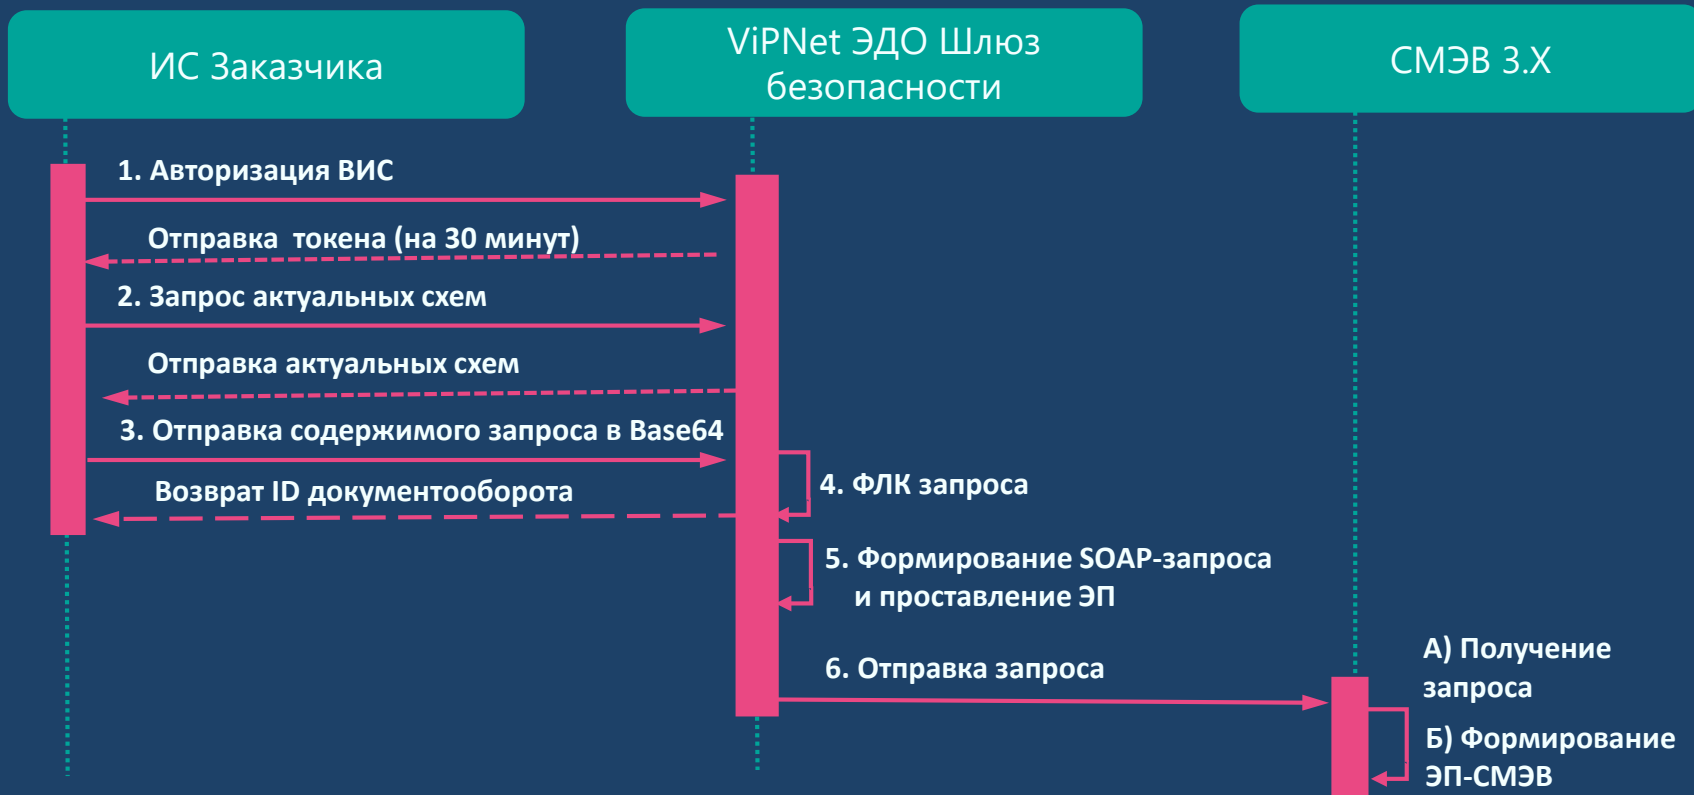 ИС Заказчика
ViPNet ЭДО Шлюз
безопасности
СМЭВ 3.X
1. Авторизация ВИС
Отправка токена (на 30 минут)
2. Запрос актуальных схем
Отправка актуальных схем
3. Отправка содержимого запроса в Base64
Возврат ID документооборота
4. ФЛК запроса
5. Формирование SOAP-запроса
и проставление ЭП
6. Отправка запроса
А) Получение
запроса
Б) Формирование
ЭП-СМЭВ